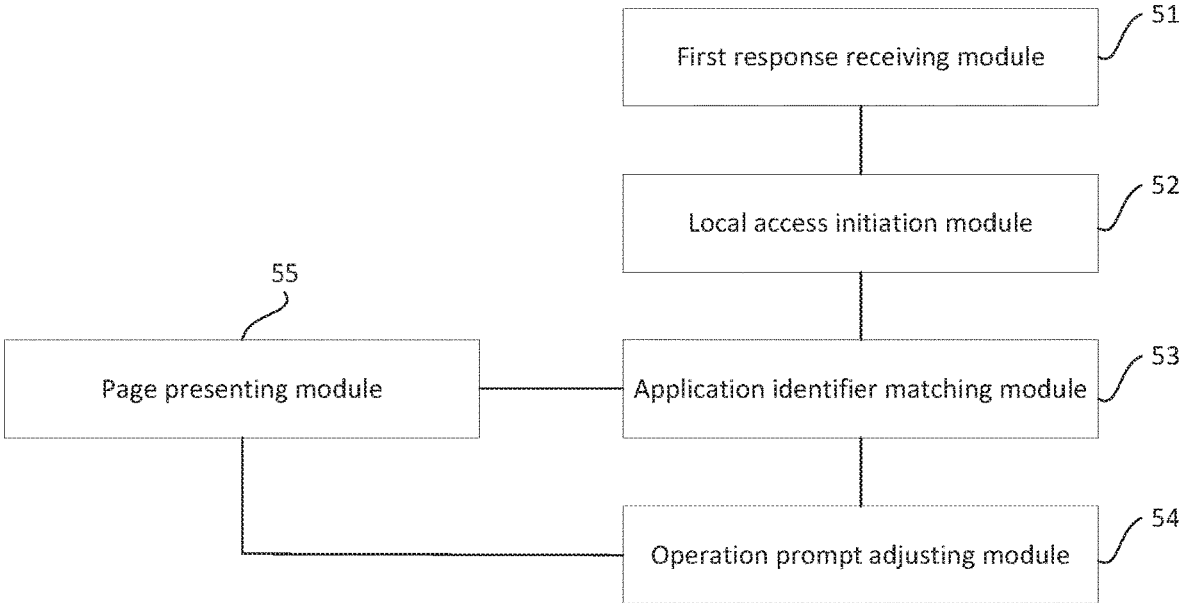 51
First response receiving module
52
Local access initiation module
55
53
Page presenting module
Application identifier matching module
54
Operation prompt adjusting module